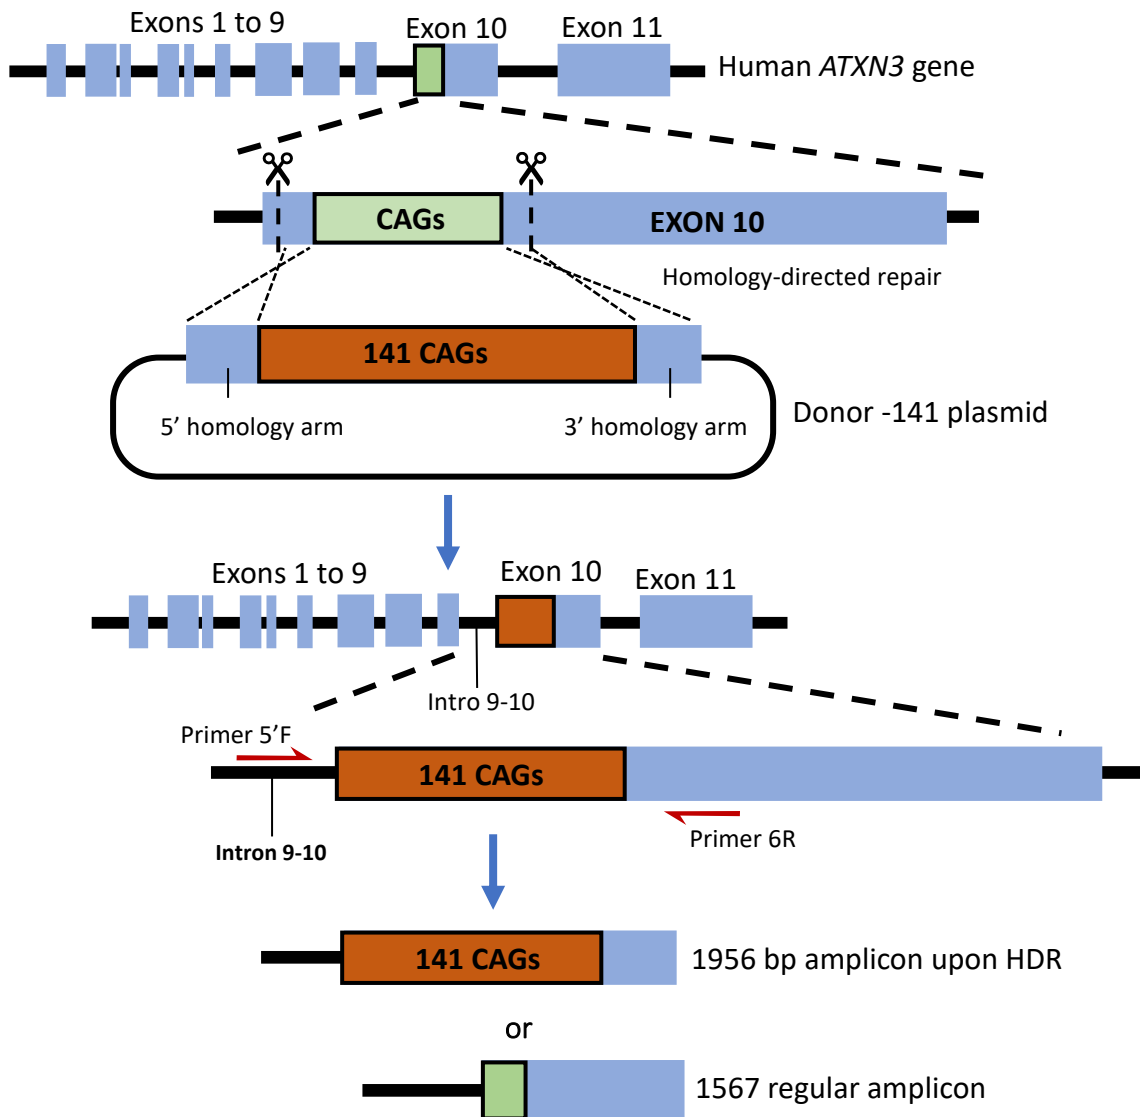 Exons 1 to 9
Exon 10
Exon 11
Human ATXN3 gene
CAGs
EXON 10
Homology-directed repair
141 CAGs
5’ homology arm
3’ homology arm
Donor -141 plasmid
Exons 1 to 9
Exon 10
Exon 11
Intro 9-10
Primer 5’F
141 CAGs
Primer 6R
Intron 9-10
141 CAGs
1956 bp amplicon upon HDR
or
1567 regular amplicon